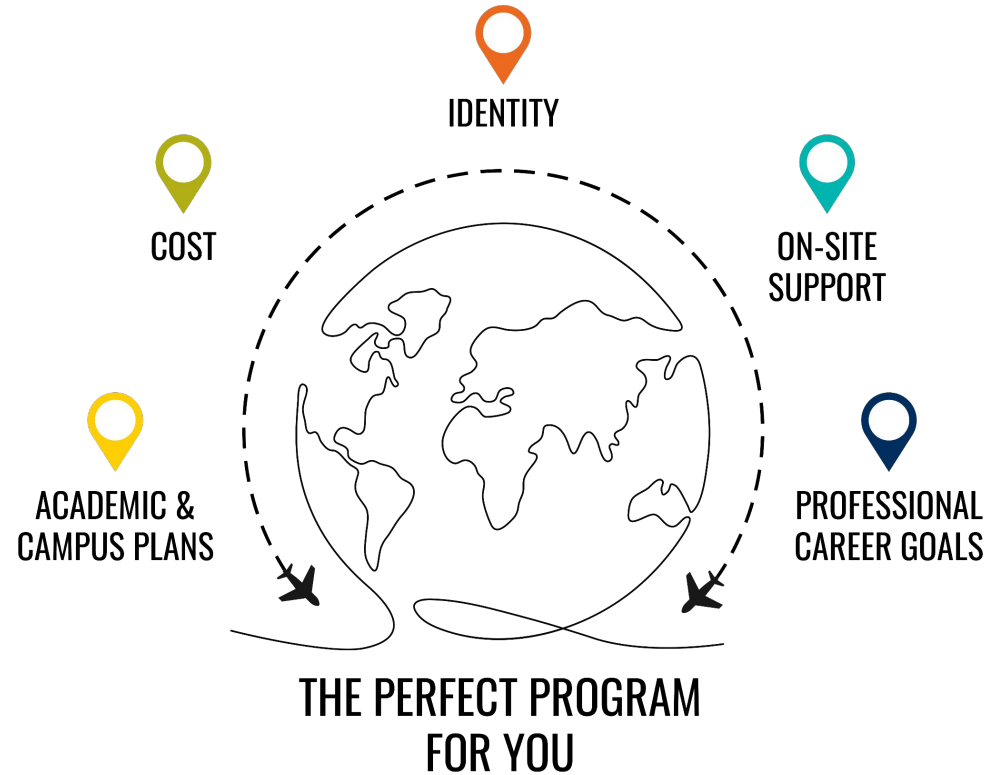 IDENTITY
COST
ON-SITE
SUPPORT
ACADEMIC &
CAMPUS PLANS
PROFESSIONAL
CAREER GOALS
THE PERFECT PROGRAM
FOR YOU